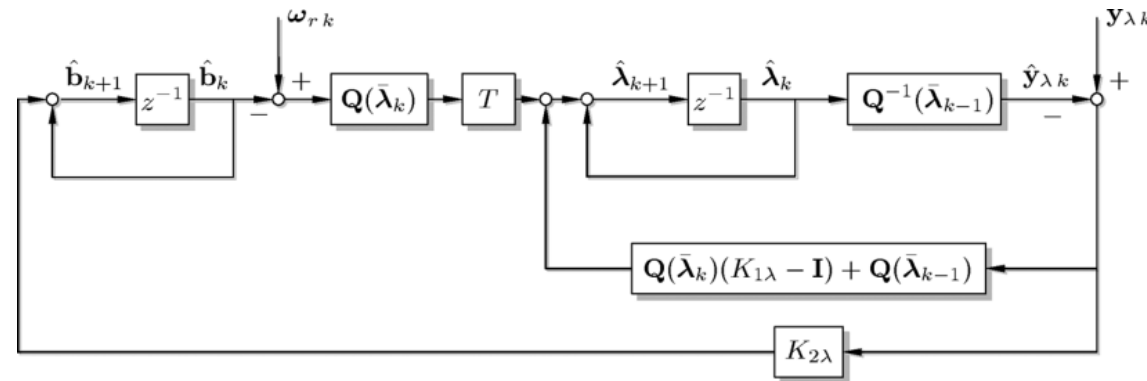 ω_{r k} y_{λ k}
b̂_{k+1} z^{-1} b̂_k + Q(λ̄_k) T λ̂_{k+1} z^{-1} λ̂_k Q^{-1}(λ̄_{k-1}) ŷ_{λ k} +
− −
Q(λ̄_k)(K_{1λ} − I) + Q(λ̄_{k-1})
K_{2λ}